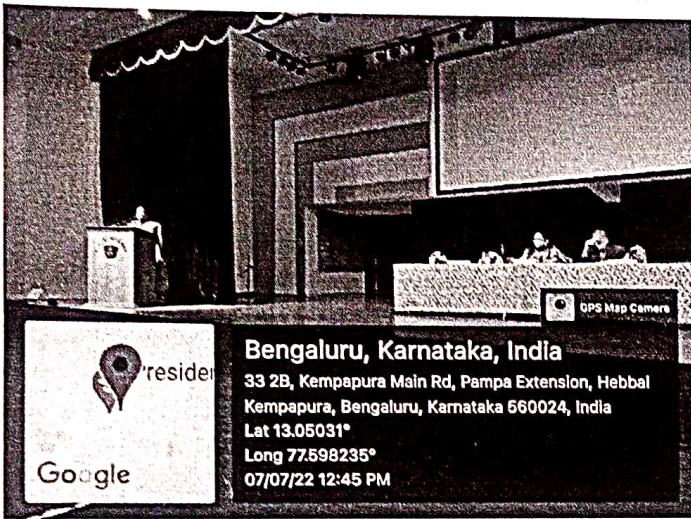 GPS Map Camera
Bengaluru, Karnataka, India
33 2B, Kempapura Main Rd, Pampa Extension, Hebbal
Kempapura, Bengaluru, Karnataka 560024, India
Lat 13.05031°
Long 77.598235°
07/07/22 12:45 PM
'residen
Google